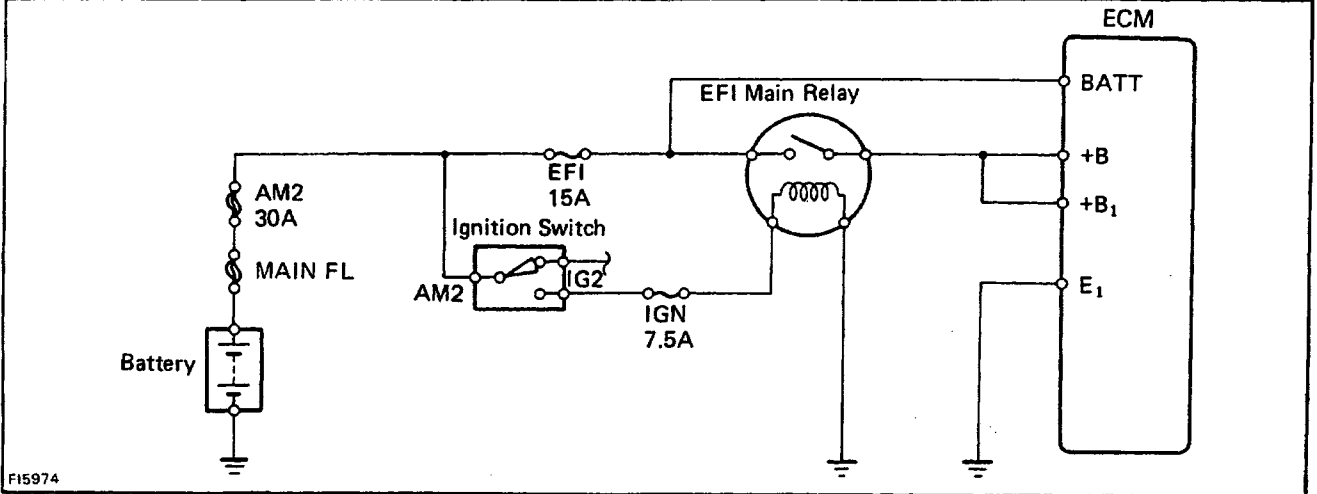 ECM
BATT
EFI Main Relay
+B
EFI
15A
AM2
30A
+B₁
Ignition Switch
MAIN FL
IG2
AM2
E₁
IGN
7.5A
Battery
FI5974